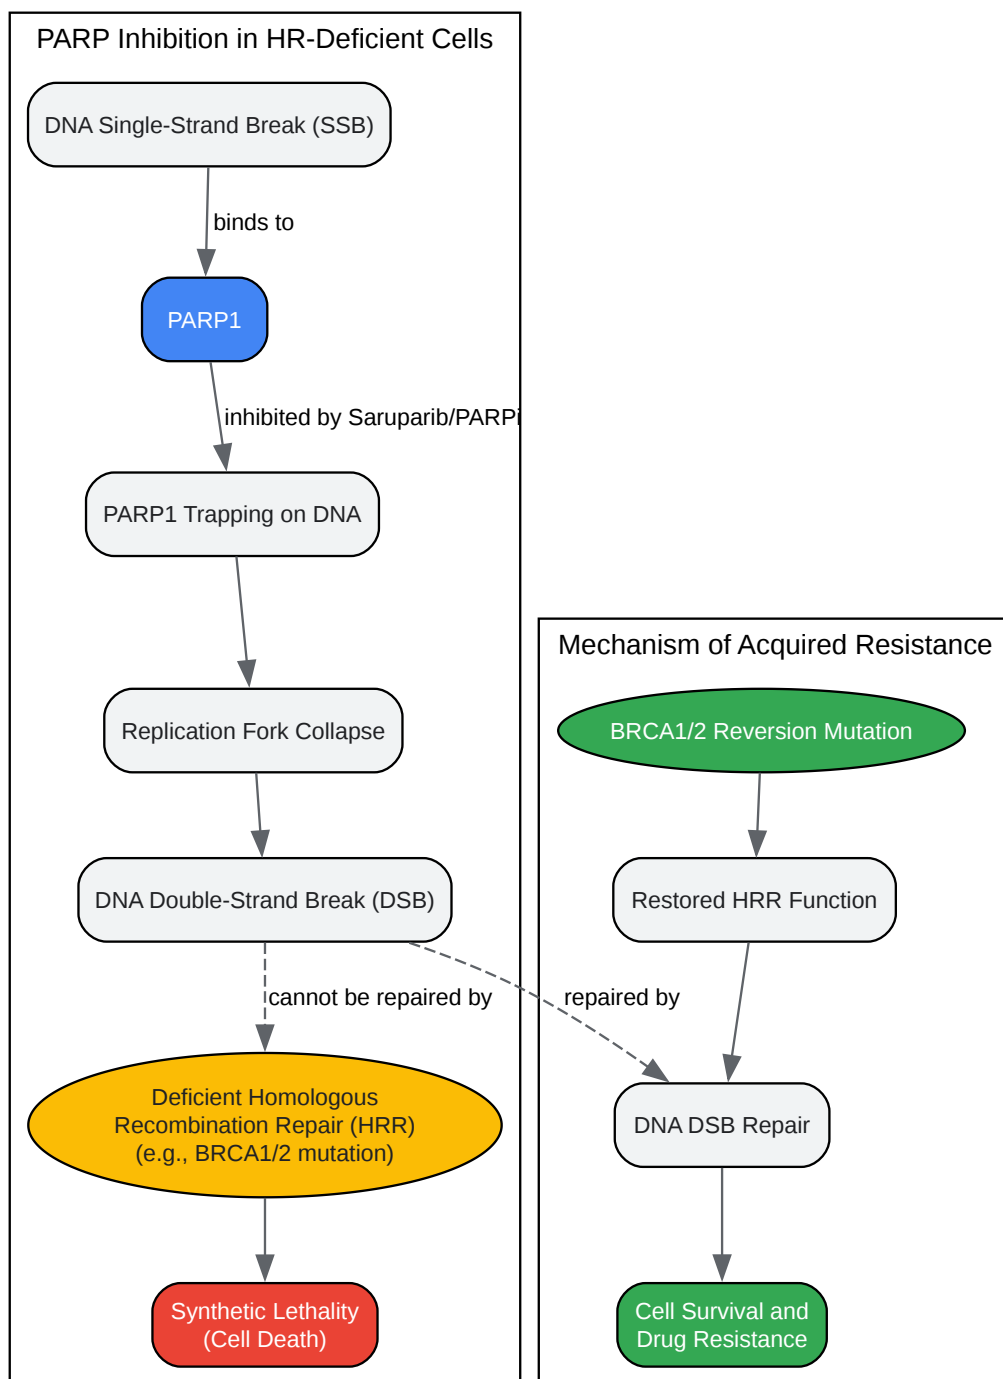 PARP Inhibition in HR-Deficient Cells
DNA Single-Strand Break (SSB)
binds to
PARP1
inhibited by Saruparib/PARPi
PARP1 Trapping on DNA
Replication Fork Collapse
DNA Double-Strand Break (DSB)
cannot be repaired by
Deficient Homologous
Recombination Repair (HRR)
(e.g., BRCA1/2 mutation)
Synthetic Lethality
(Cell Death)
Mechanism of Acquired Resistance
BRCA1/2 Reversion Mutation
Restored HRR Function
repaired by
DNA DSB Repair
Cell Survival and
Drug Resistance